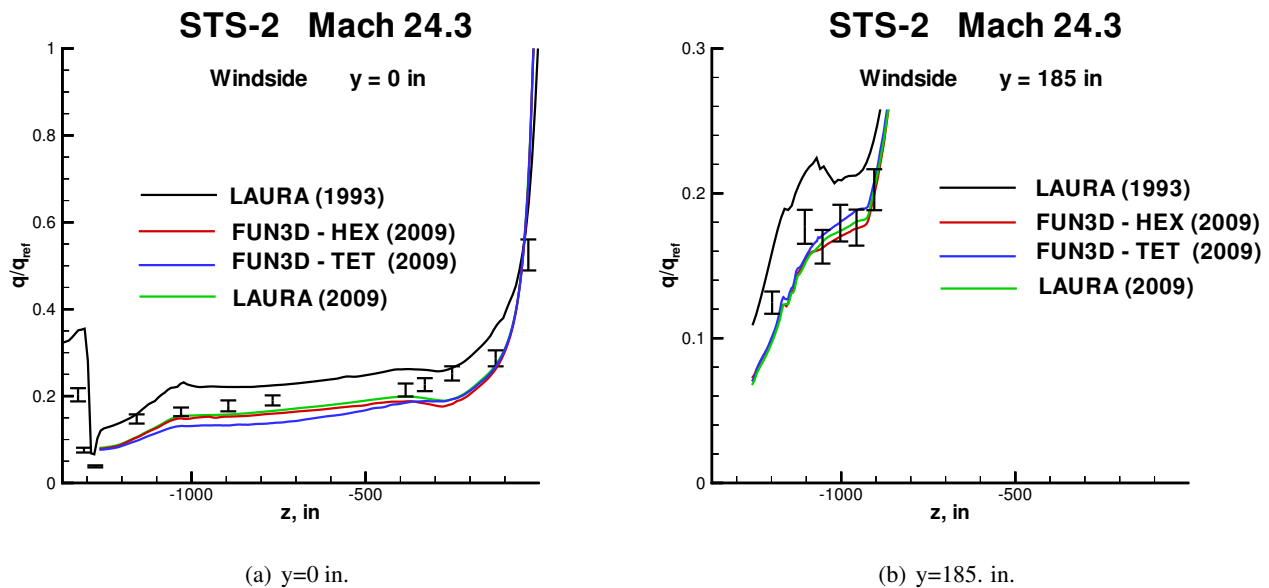 STS-2 Mach 24.3
Windside y = 0 in
q/qref
1
0.8
0.6
0.4
0.2
0
LAURA (1993)
FUN3D - HEX (2009)
FUN3D - TET (2009)
LAURA (2009)
-1000
-500
z, in
(a) y=0 in.
STS-2 Mach 24.3
Windside y = 185 in
q/qref
0.3
0.2
0.1
0
LAURA (1993)
FUN3D - HEX (2009)
FUN3D - TET (2009)
LAURA (2009)
-1000
-500
z, in
(b) y=185. in.